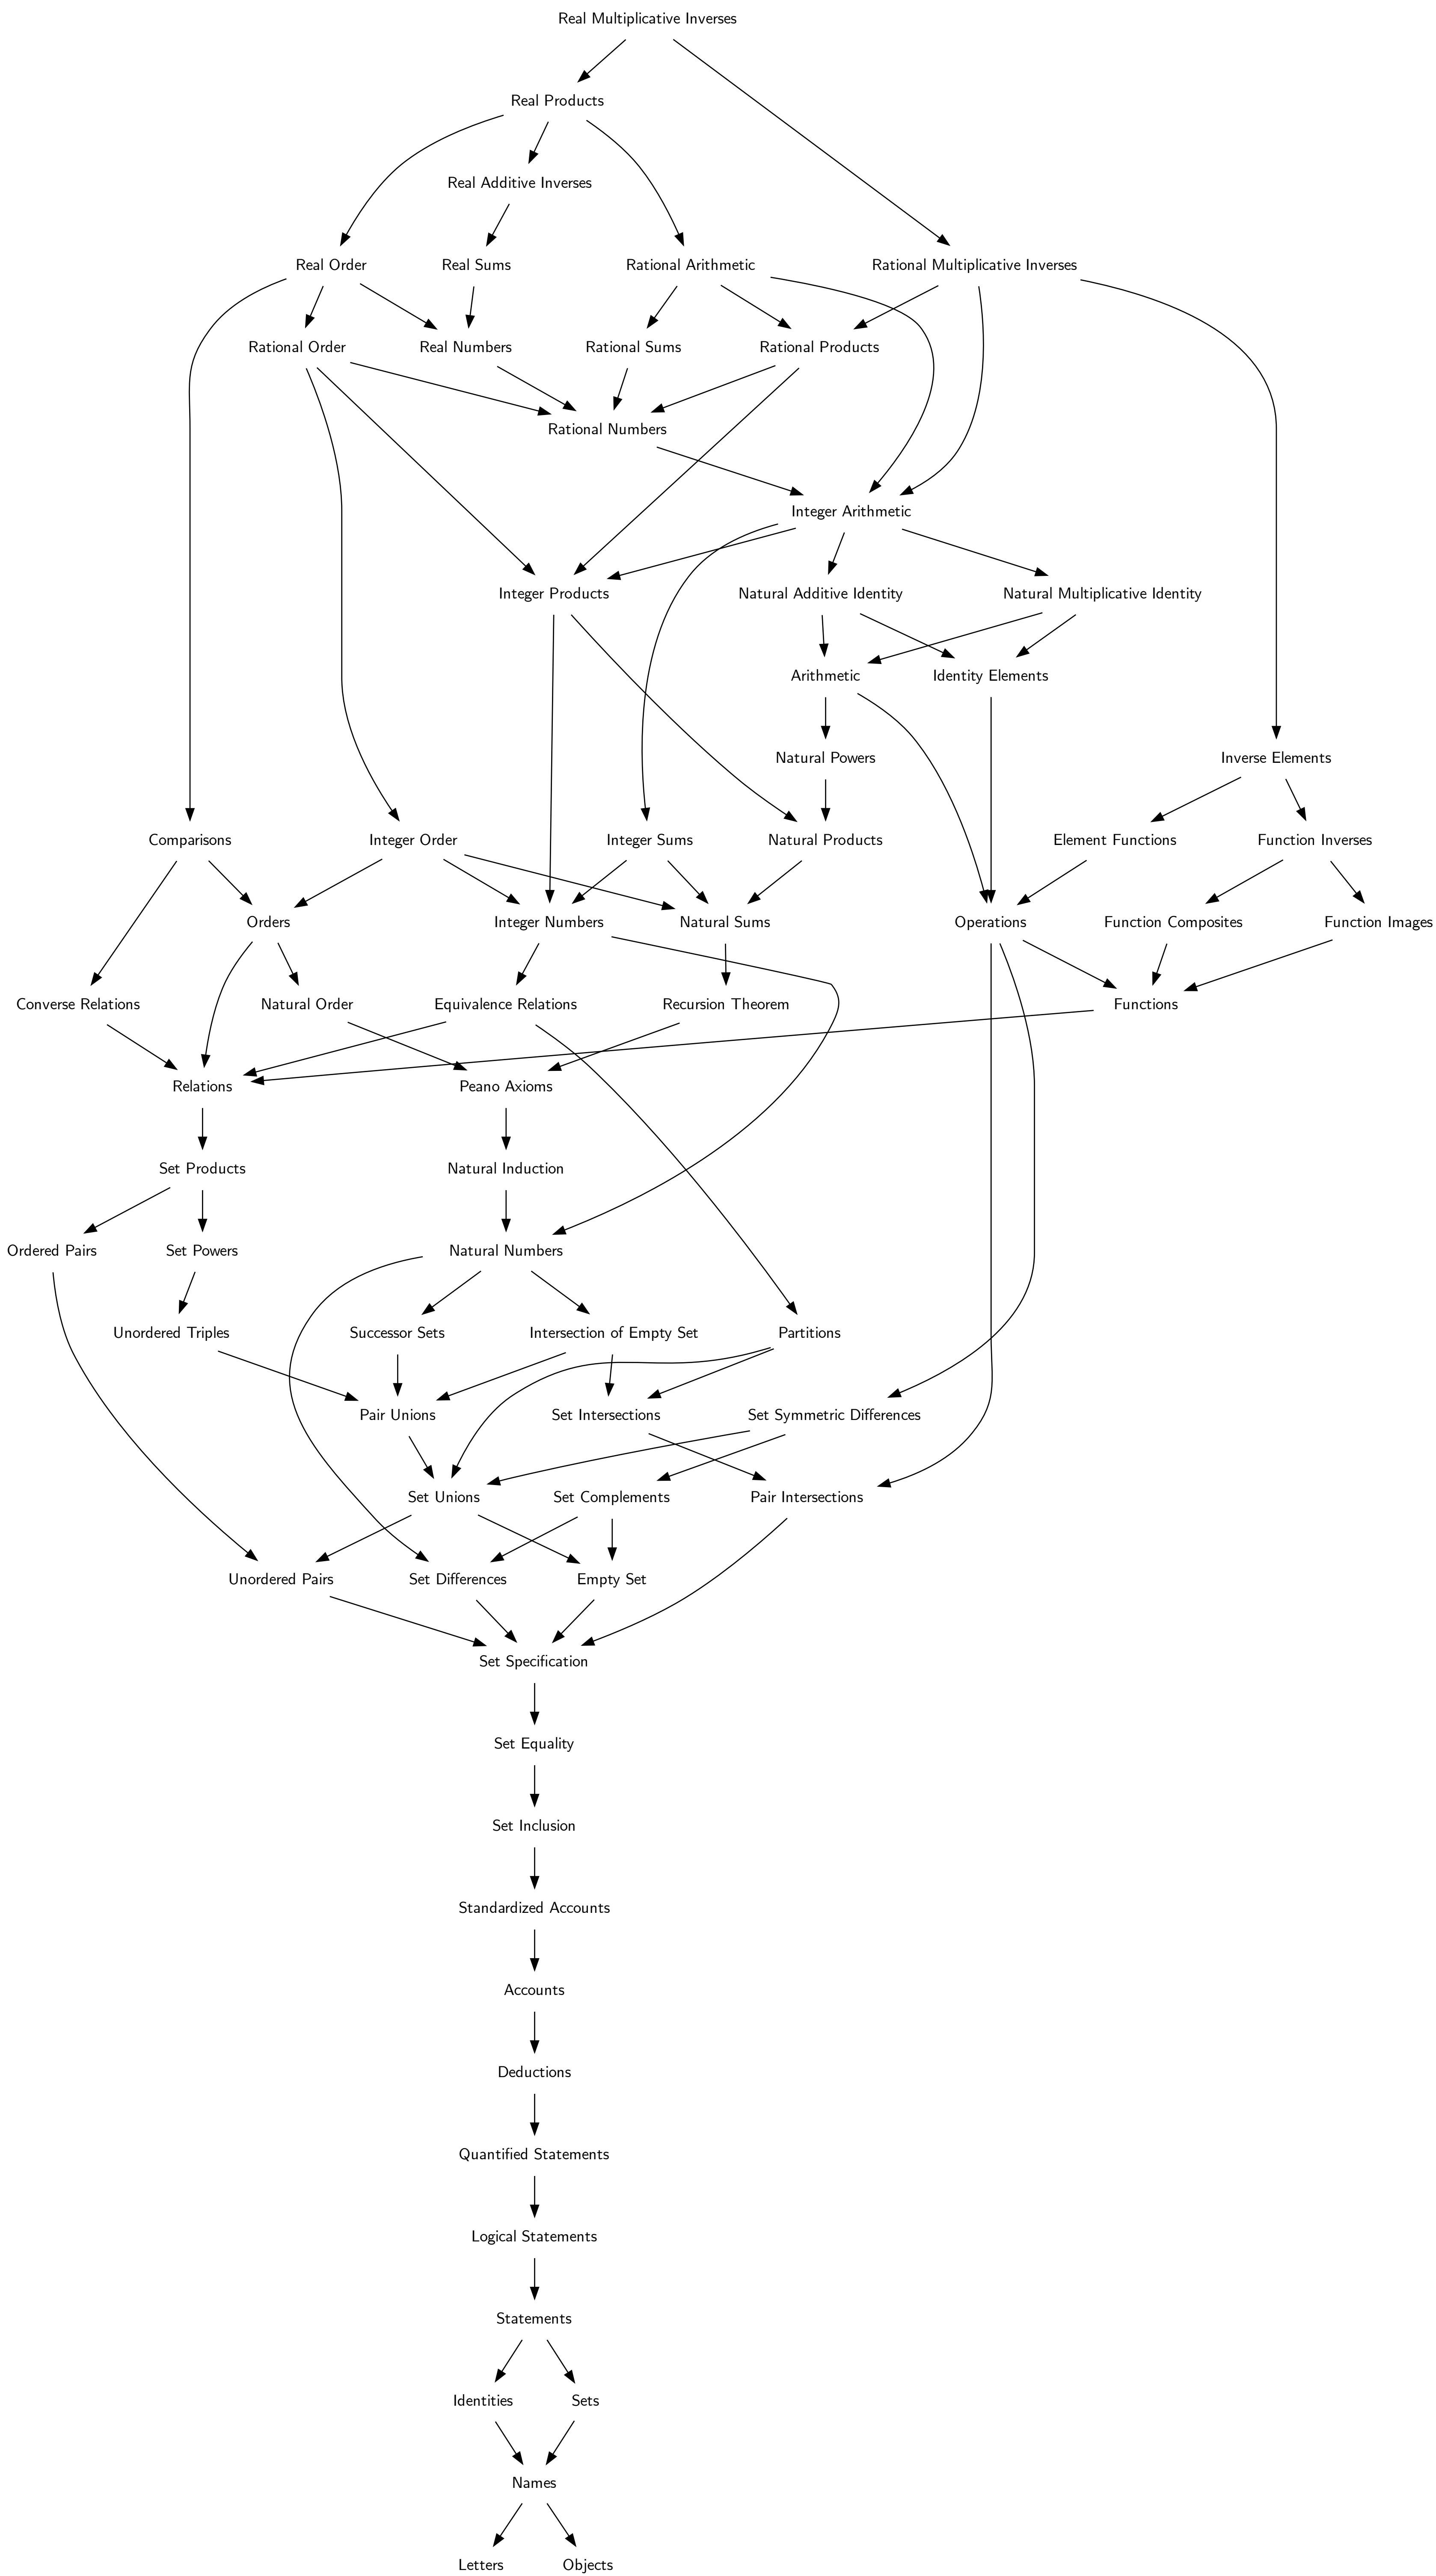 Real Multiplicative Inverses
Real Products
Real Additive Inverses
Real Order
Real Sums
Rational Arithmetic
Rational Multiplicative Inverses
Rational Order
Real Numbers
Rational Sums
Rational Products
Rational Numbers
Integer Arithmetic
Integer Products
Natural Additive Identity
Natural Multiplicative Identity
Arithmetic
Identity Elements
Natural Powers
Inverse Elements
Comparisons
Integer Order
Integer Sums
Natural Products
Element Functions
Function Inverses
Orders
Integer Numbers
Natural Sums
Operations
Function Composites
Function Images
Converse Relations
Natural Order
Equivalence Relations
Recursion Theorem
Functions
Relations
Peano Axioms
Set Products
Natural Induction
Ordered Pairs
Set Powers
Natural Numbers
Unordered Triples
Successor Sets
Intersection of Empty Set
Partitions
Pair Unions
Set Intersections
Set Symmetric Differences
Set Unions
Set Complements
Pair Intersections
Unordered Pairs
Set Differences
Empty Set
Set Specification
Set Equality
Set Inclusion
Standardized Accounts
Accounts
Deductions
Quantified Statements
Logical Statements
Statements
Identities
Sets
Names
Letters
Objects